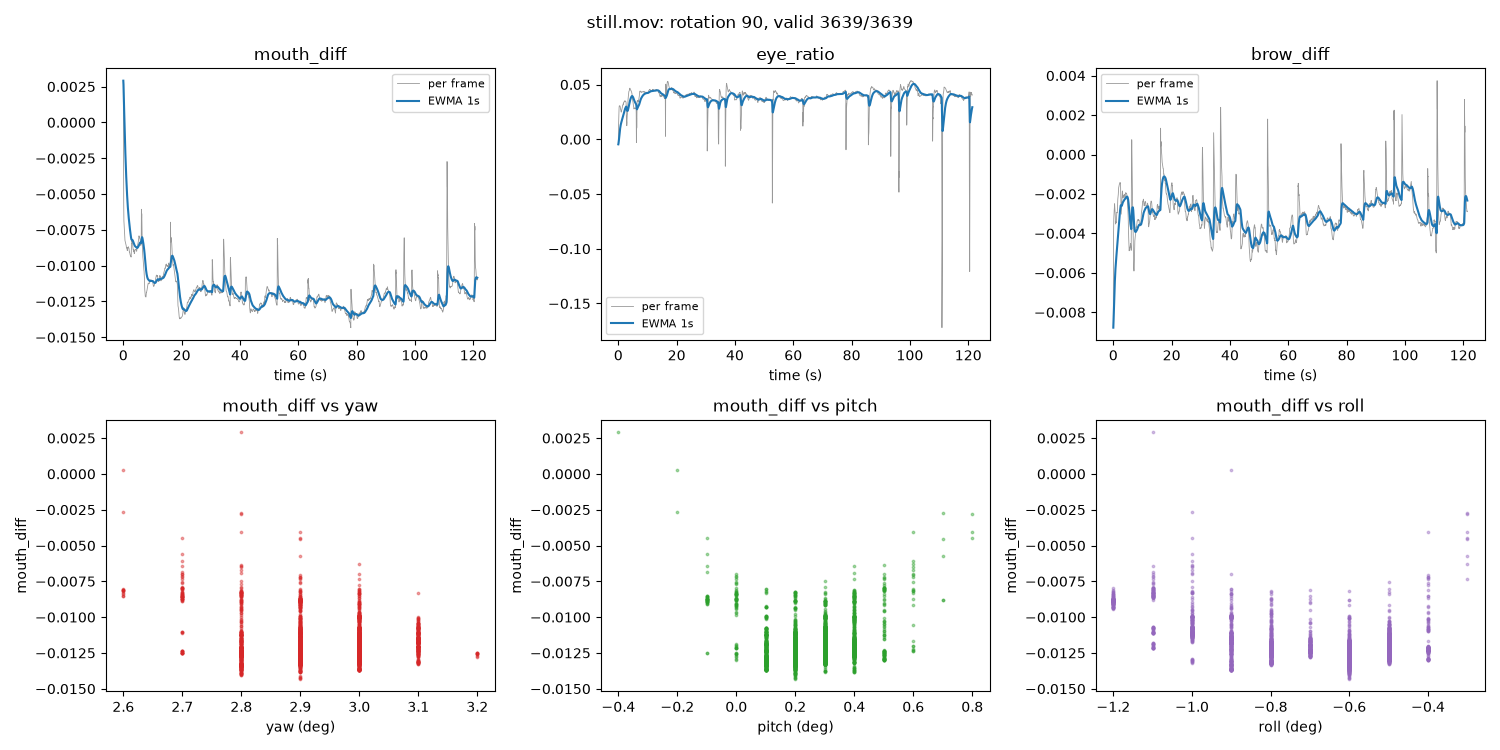 still.mov: rotation 90, valid 3639/3639
mouth_diff
0.0025
0.0000
−0.0025
−0.0050
−0.0075
−0.0100
−0.0125
−0.0150
per frame
EWMA 1s
0 20 40 60 80 100 120
time (s)
eye_ratio
0.05
0.00
−0.05
−0.10
−0.15
per frame
EWMA 1s
0 20 40 60 80 100 120
time (s)
brow_diff
0.004
0.002
0.000
−0.002
−0.004
−0.006
−0.008
per frame
EWMA 1s
0 20 40 60 80 100 120
time (s)
mouth_diff vs yaw
mouth_diff
0.0025
0.0000
−0.0025
−0.0050
−0.0075
−0.0100
−0.0125
−0.0150
2.6 2.7 2.8 2.9 3.0 3.1 3.2
yaw (deg)
mouth_diff vs pitch
mouth_diff
0.0025
0.0000
−0.0025
−0.0050
−0.0075
−0.0100
−0.0125
−0.0150
−0.4 −0.2 0.0 0.2 0.4 0.6 0.8
pitch (deg)
mouth_diff vs roll
mouth_diff
0.0025
0.0000
−0.0025
−0.0050
−0.0075
−0.0100
−0.0125
−0.0150
−1.2 −1.0 −0.8 −0.6 −0.4
roll (deg)